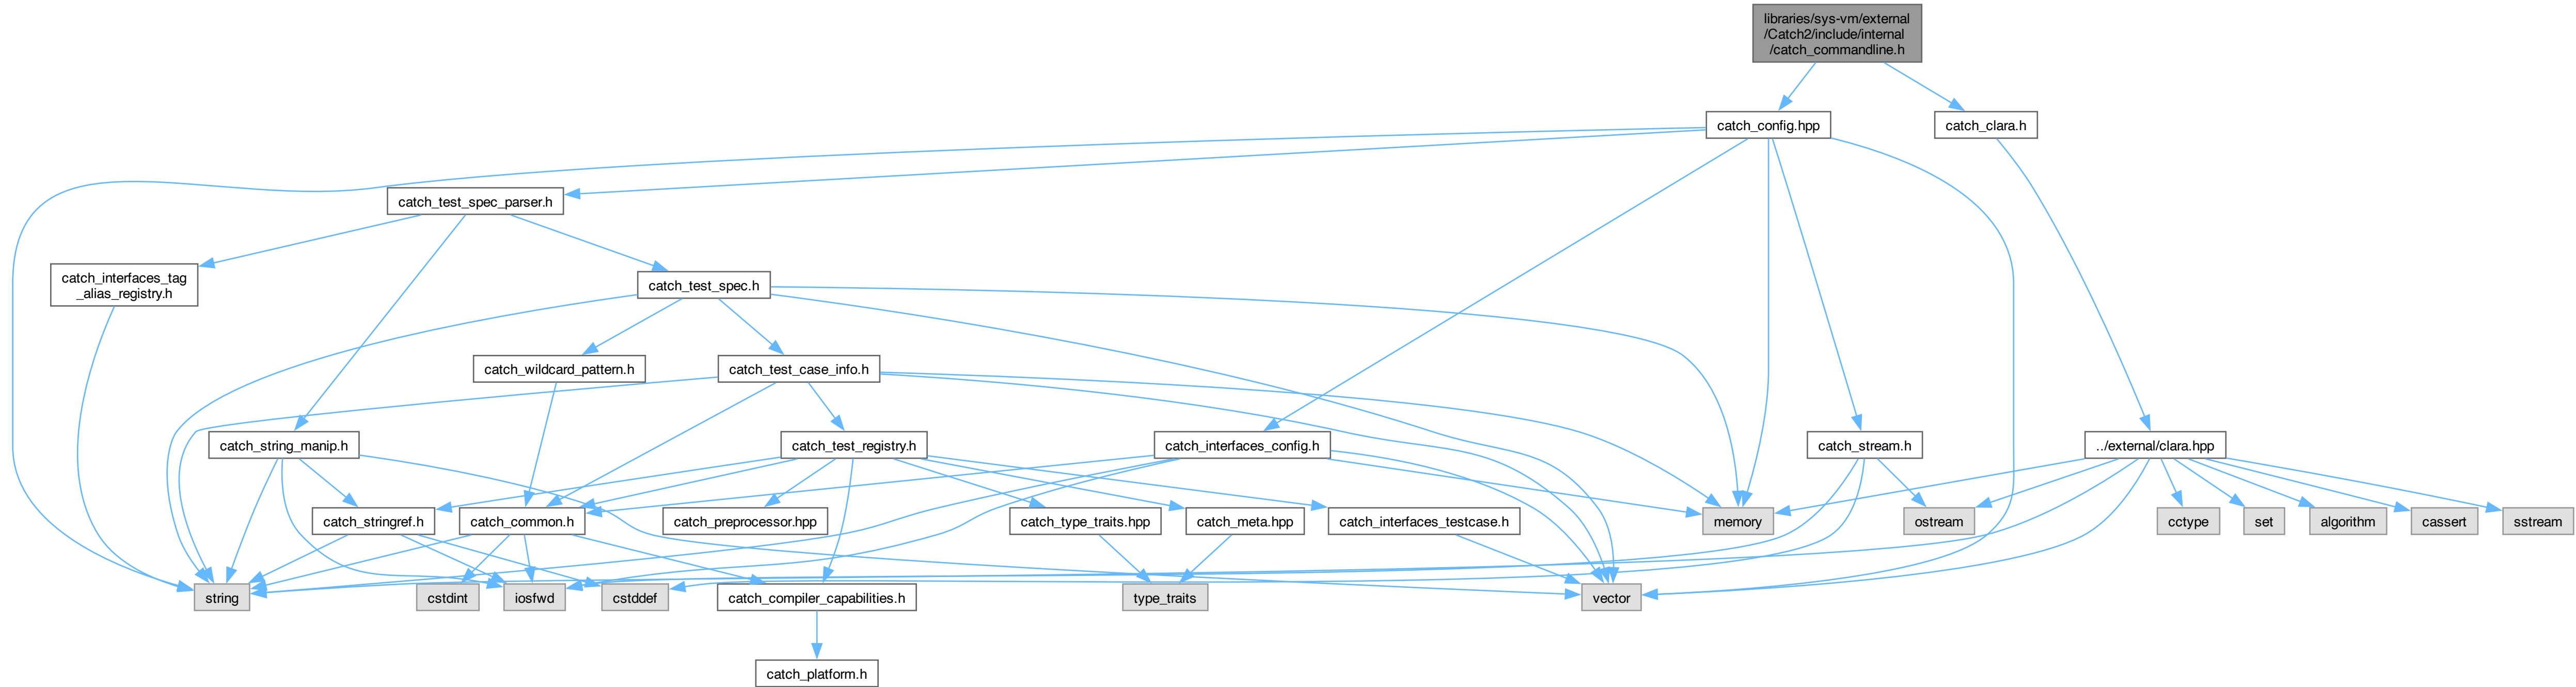 libraries/sys-vm/external
/Catch2/include/internal
/catch_commandline.h
catch_config.hpp
catch_clara.h
catch_test_spec_parser.h
catch_interfaces_tag
_alias_registry.h
catch_test_spec.h
catch_wildcard_pattern.h
catch_test_case_info.h
catch_string_manip.h
catch_test_registry.h
catch_interfaces_config.h
catch_stream.h
../external/clara.hpp
catch_stringref.h
catch_common.h
catch_preprocessor.hpp
catch_type_traits.hpp
catch_meta.hpp
catch_interfaces_testcase.h
memory
ostream
cctype
set
algorithm
cassert
sstream
string
cstdint
iosfwd
cstddef
catch_compiler_capabilities.h
type_traits
vector
catch_platform.h